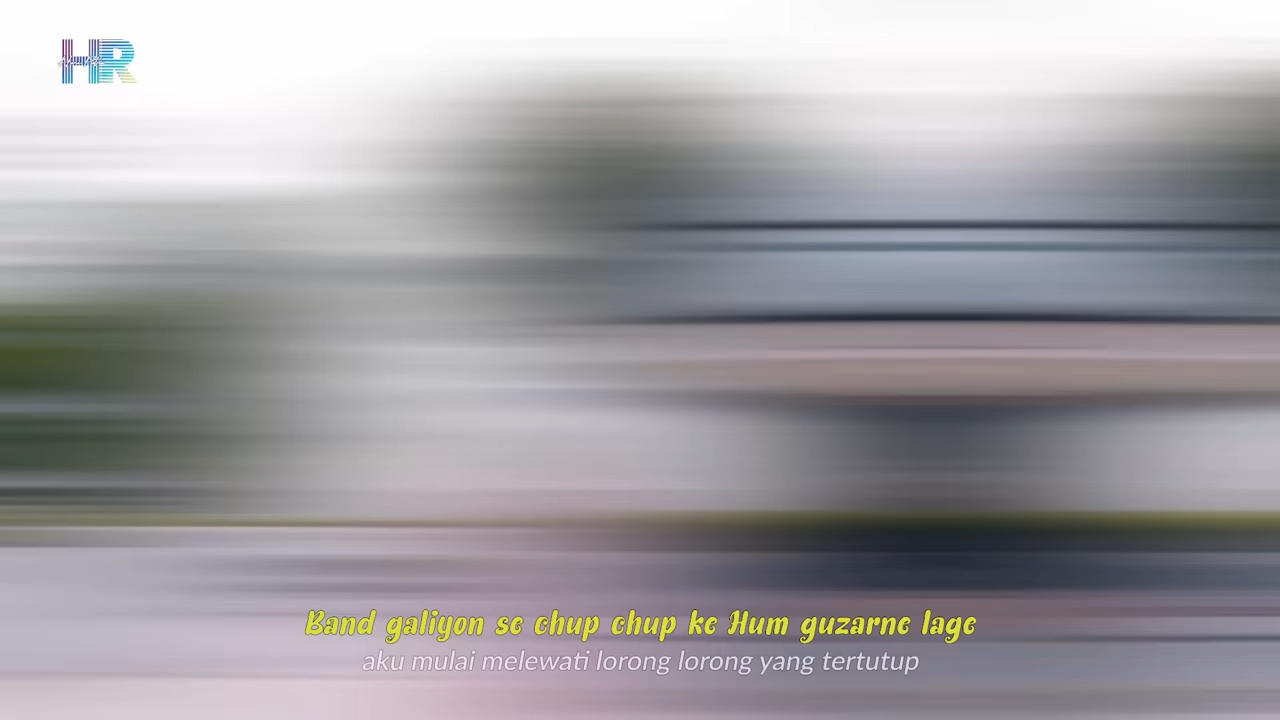 HR
Band galiyon se chup chup ke Hum guzarne lage
aku mulai melewati lorong lorong yang tertutup